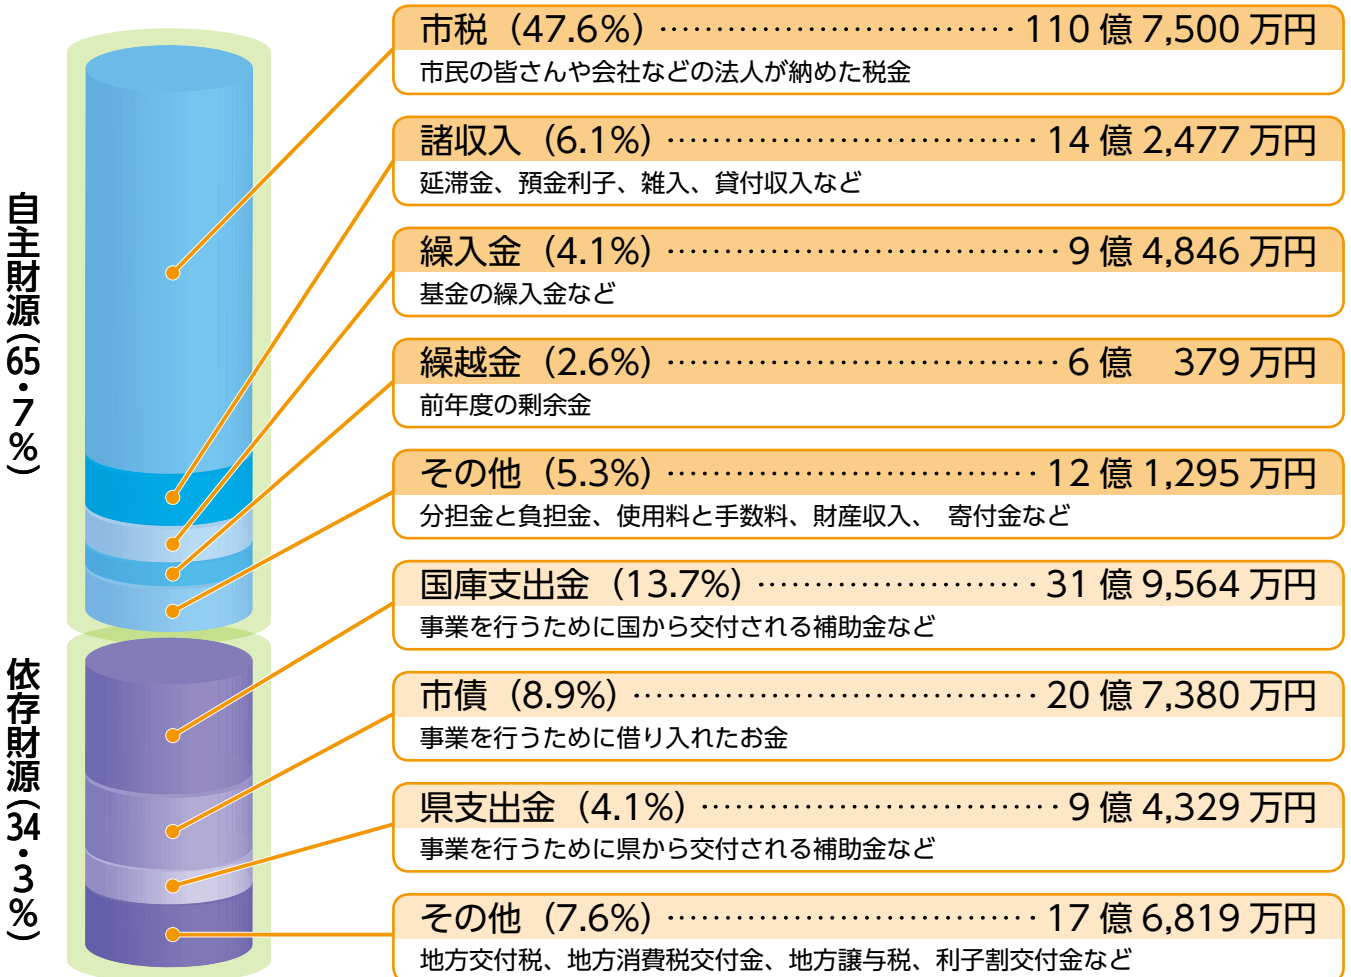 自主財源(65・7%)
市税(47.6%)……………………………110億7,500万円
市民の皆さんや会社などの法人が納めた税金
諸収入(6.1%)……………………………14億2,477万円
延滞金、預金利子、雑入、貸付収入など
繰入金(4.1%)………………………………9億4,846万円
基金の繰入金など
繰越金(2.6%)………………………………6億 379万円
前年度の剰余金
その他(5.3%)……………………………12億1,295万円
分担金と負担金、使用料と手数料、財産収入、 寄付金など
依存財源(34・3%)
国庫支出金(13.7%)………………………31億9,564万円
事業を行うために国から交付される補助金など
市債(8.9%)………………………………20億7,380万円
事業を行うために借り入れたお金
県支出金(4.1%)……………………………9億4,329万円
事業を行うために県から交付される補助金など
その他(7.6%)……………………………17億6,819万円
地方交付税、地方消費税交付金、地方譲与税、利子割交付金など